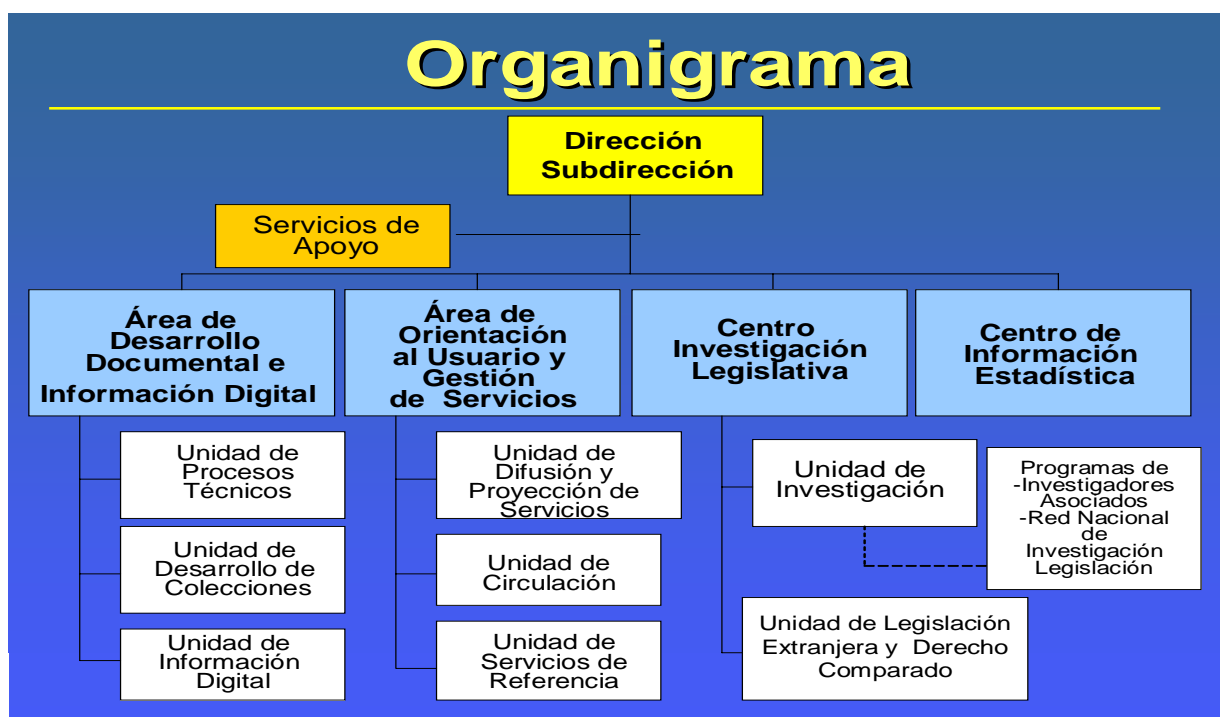 Organigrama
Dirección
Subdirección
Servicios de
Apoyo
Área de
Desarrollo
Documental e
Información Digital
Área de
Orientación
al Usuario y
Gestión
de Servicios
Centro
Investigación
Legislativa
Centro de
Información
Estadística
Unidad de
Procesos
Técnicos
Unidad de
Desarrollo de
Colecciones
Unidad de
Información
Digital
Unidad de
Difusión y
Proyección de
Servicios
Unidad de
Circulación
Unidad de
Servicios de
Referencia
Unidad de
Investigación
Unidad de Legislación
Extranjera y Derecho
Comparado
Programas de
-Investigadores
Asociados
-Red Nacional
de
Investigación
Legislación